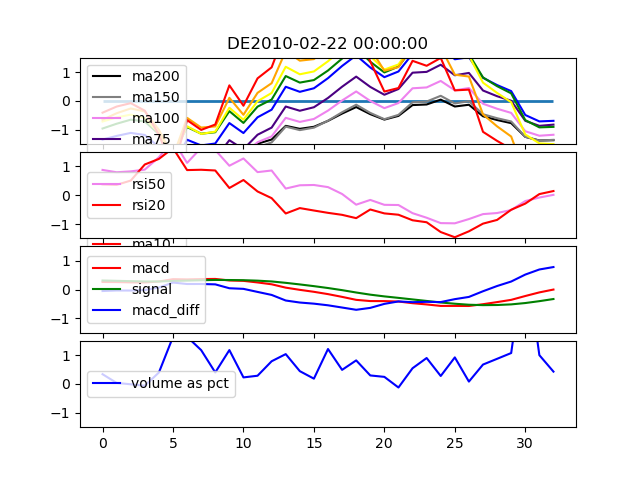 DE2010-02-22 00:00:00
1
0
−1
ma200
ma150
ma100
ma75
1
0
−1
rsi50
rsi20
ma10
1
0
−1
macd
signal
macd_diff
1
0
−1
volume as pct
0 5 10 15 20 25 30